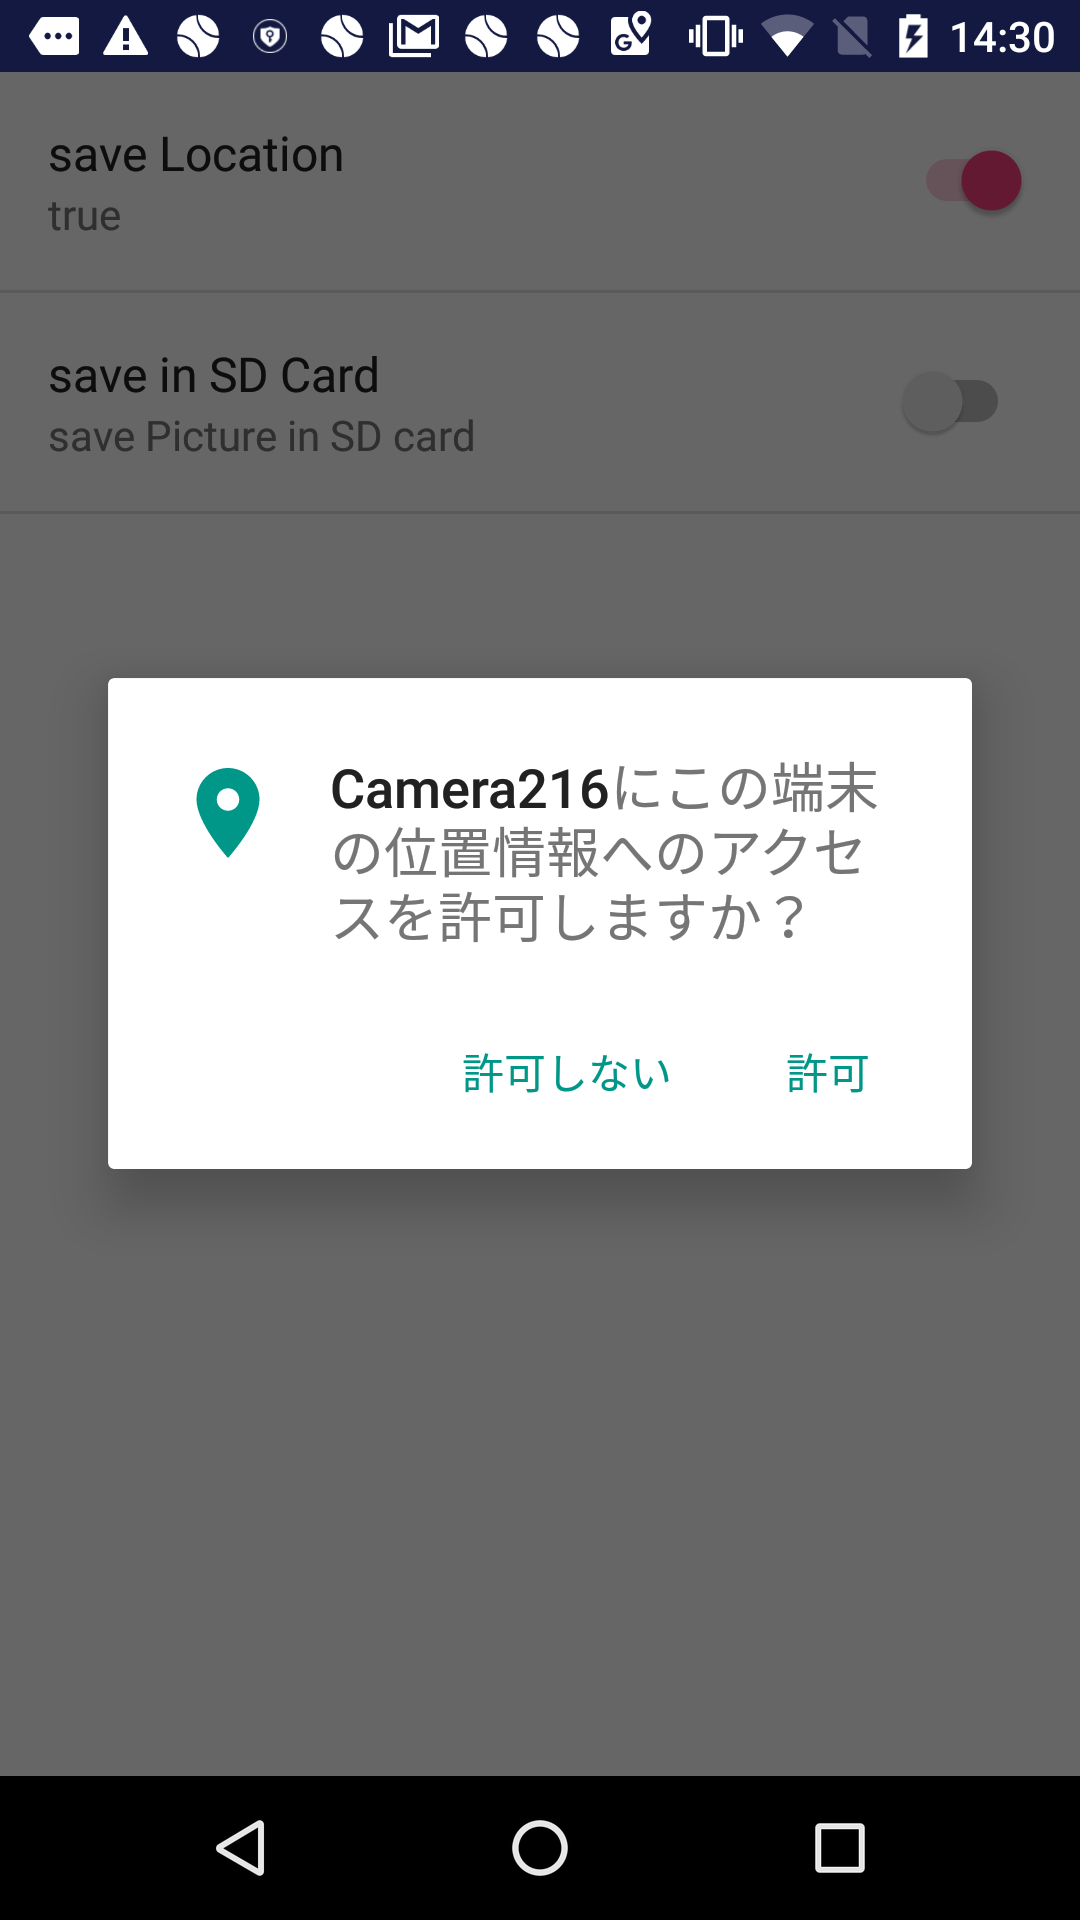 14:30
save Location
true
save in SD Card
save Picture in SD card
Camera216にこの端末
の位置情報へのアクセ
スを許可しますか？
許可しない 許可